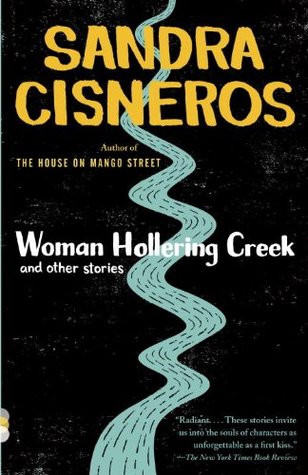 SANDRA
CISNEROS
Author of
THE HOUSE ON MANGO STREET
Woman Hollering Creek
and other stories
"Radiant. . . . These stories invite
us into the souls of characters as
unforgettable as a first kiss."
—The New York Times Book Review